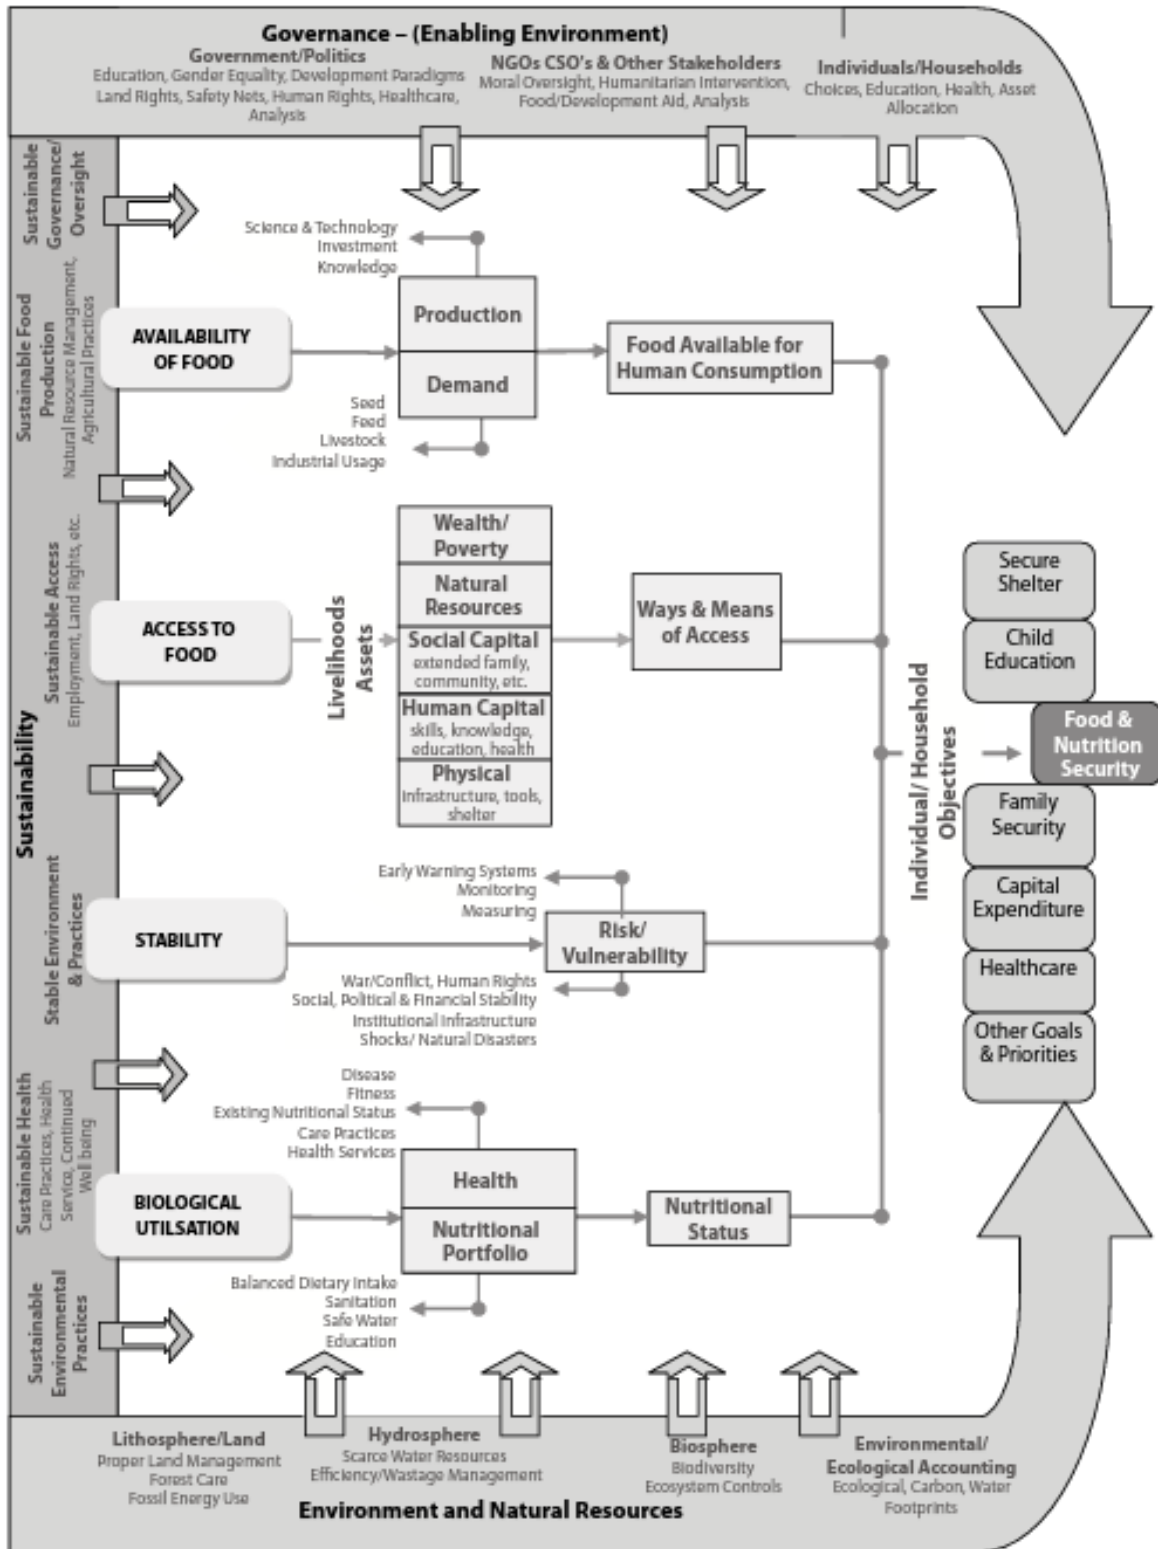 Governance – (Enabling Environment)
Government/Politics
Education, Gender Equality, Development Paradigms
Land Rights, Safety Nets, Human Rights, Healthcare,
Analysis
NGOs CSO's & Other Stakeholders
Moral Oversight, Humanitarian Intervention,
Food/Development Aid, Analysis
Individuals/Households
Choices, Education, Health, Asset
Allocation
Sustainability
Sustainable
Governance/
Oversight
Sustainable Food
Production
Natural Resource Management,
Agricultural Practices
Sustainable Access
Employment, Land Rights, etc.
Stable Environment
& Practices
Sustainable Health
Care Practices, Health
Service, Continued
Well being
Sustainable
Environmental
Practices
Science & Technology
Investment
Knowledge
AVAILABILITY
OF FOOD
Production
Demand
Food Available for
Human Consumption
Seed
Feed
Livestock
Industrial Usage
ACCESS TO
FOOD
Livelihoods
Assets
Wealth/
Poverty
Natural
Resources
Social Capital
extended family,
community, etc.
Human Capital
skills, knowledge,
education, health
Physical
infrastructure, tools,
shelter
Ways & Means
of Access
Early Warning Systems
Monitoring
Measuring
STABILITY
Risk/
Vulnerability
War/Conflict, Human Rights
Social, Political & Financial Stability
Institutional Infrastructure
Shocks/ Natural Disasters
Disease
Fitness
Existing Nutritional Status
Care Practices
Health Services
BIOLOGICAL
UTILSATION
Health
Nutritional
Portfolio
Nutritional
Status
Balanced Dietary Intake
Sanitation
Safe Water
Education
Individual/ Household
Objectives
Secure
Shelter
Child
Education
Food &
Nutrition
Security
Family
Security
Capital
Expenditure
Healthcare
Other Goals
& Priorities
Lithosphere/Land
Proper Land Management
Forest Care
Fossil Energy Use
Hydrosphere
Scarce Water Resources
Efficiency/Wastage Management
Biosphere
Biodiversity
Ecosystem Controls
Environmental/
Ecological Accounting
Ecological, Carbon, Water
Footprints
Environment and Natural Resources